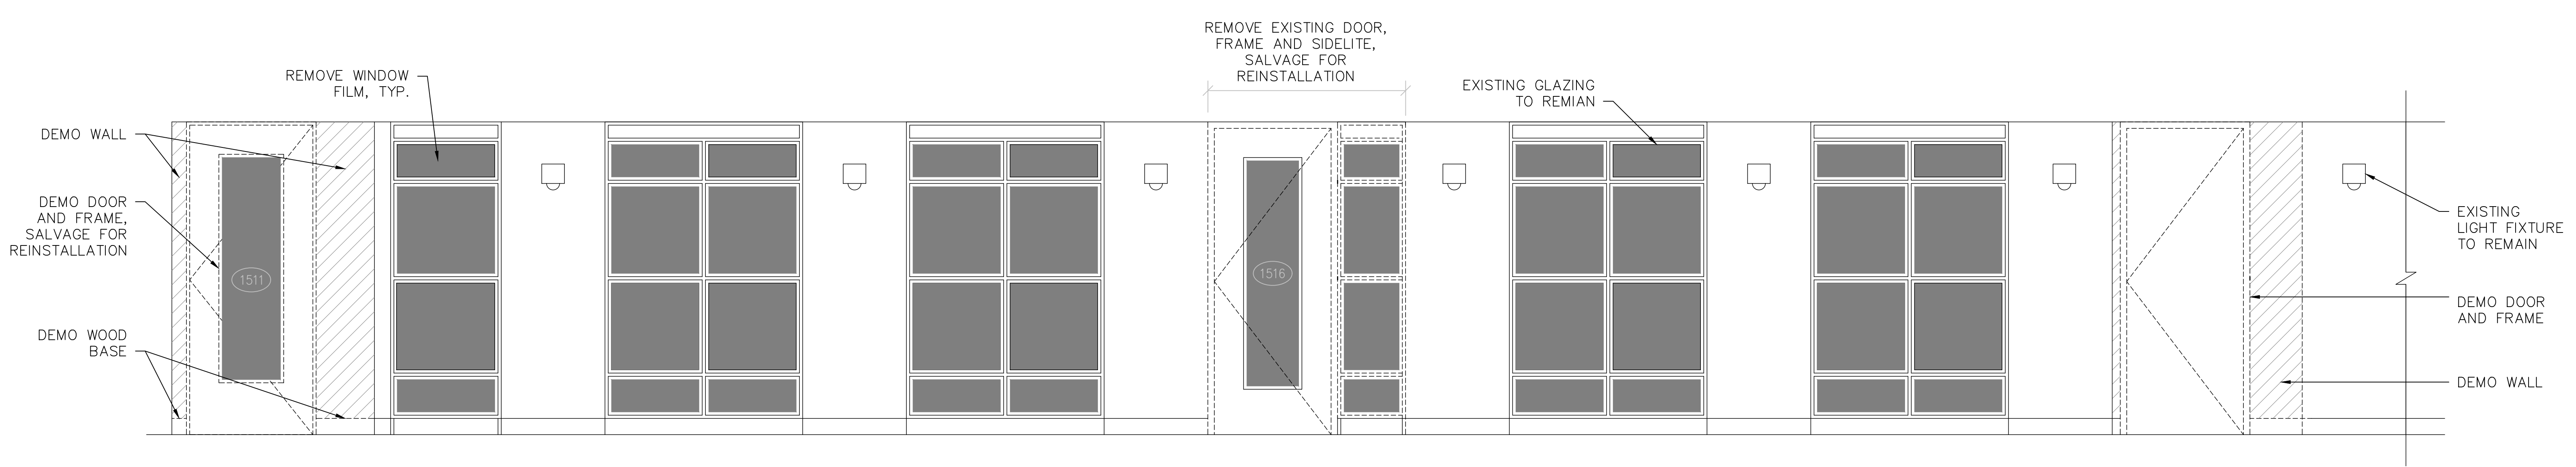 REMOVE EXISTING DOOR,
FRAME AND SIDELITE,
SALVAGE FOR
REINSTALLATION
REMOVE WINDOW
FILM, TYP.
EXISTING GLAZING
TO REMIAN
DEMO WALL
DEMO DOOR
AND FRAME,
SALVAGE FOR
REINSTALLATION
1511
DEMO WOOD
BASE
1516
EXISTING
LIGHT FIXTURE
TO REMAIN
DEMO DOOR
AND FRAME
DEMO WALL